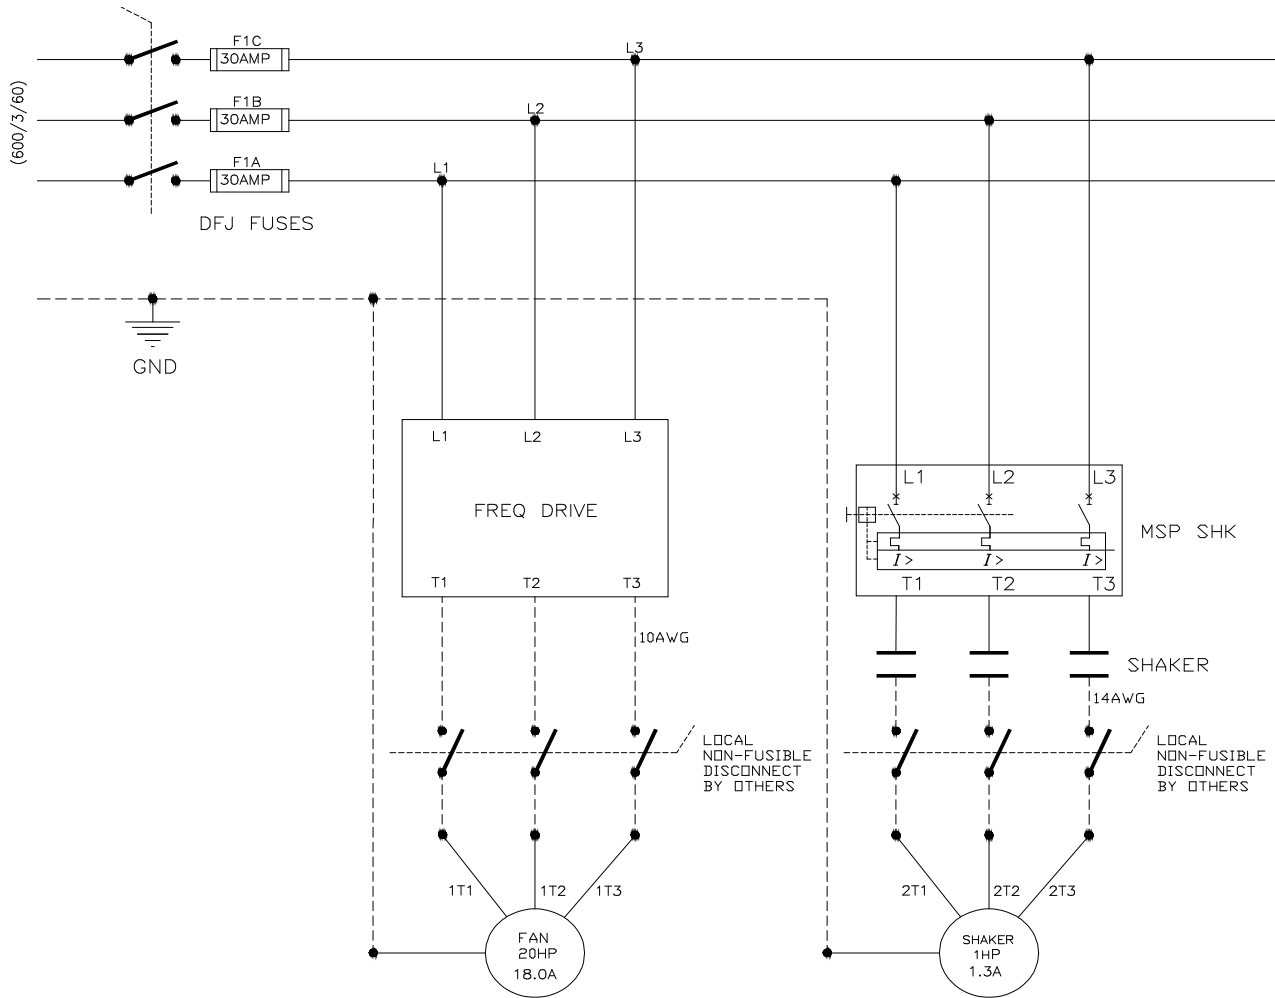 F1C
30AMP
L3
(600/3/60)
F1B
30AMP
L2
F1A
30AMP
L1
DFJ FUSES
GND
L1 L2 L3
FREQ DRIVE
T1 T2 T3
10AWG
L1 L2 L3
MSP SHK
I> I> I>
T1 T2 T3
SHAKER
14AWG
LOCAL
NON-FUSIBLE
DISCONNECT
BY OTHERS
LOCAL
NON-FUSIBLE
DISCONNECT
BY OTHERS
1T1 1T2 1T3
2T1 2T2 2T3
FAN
20HP
18.0A
SHAKER
1HP
1.3A